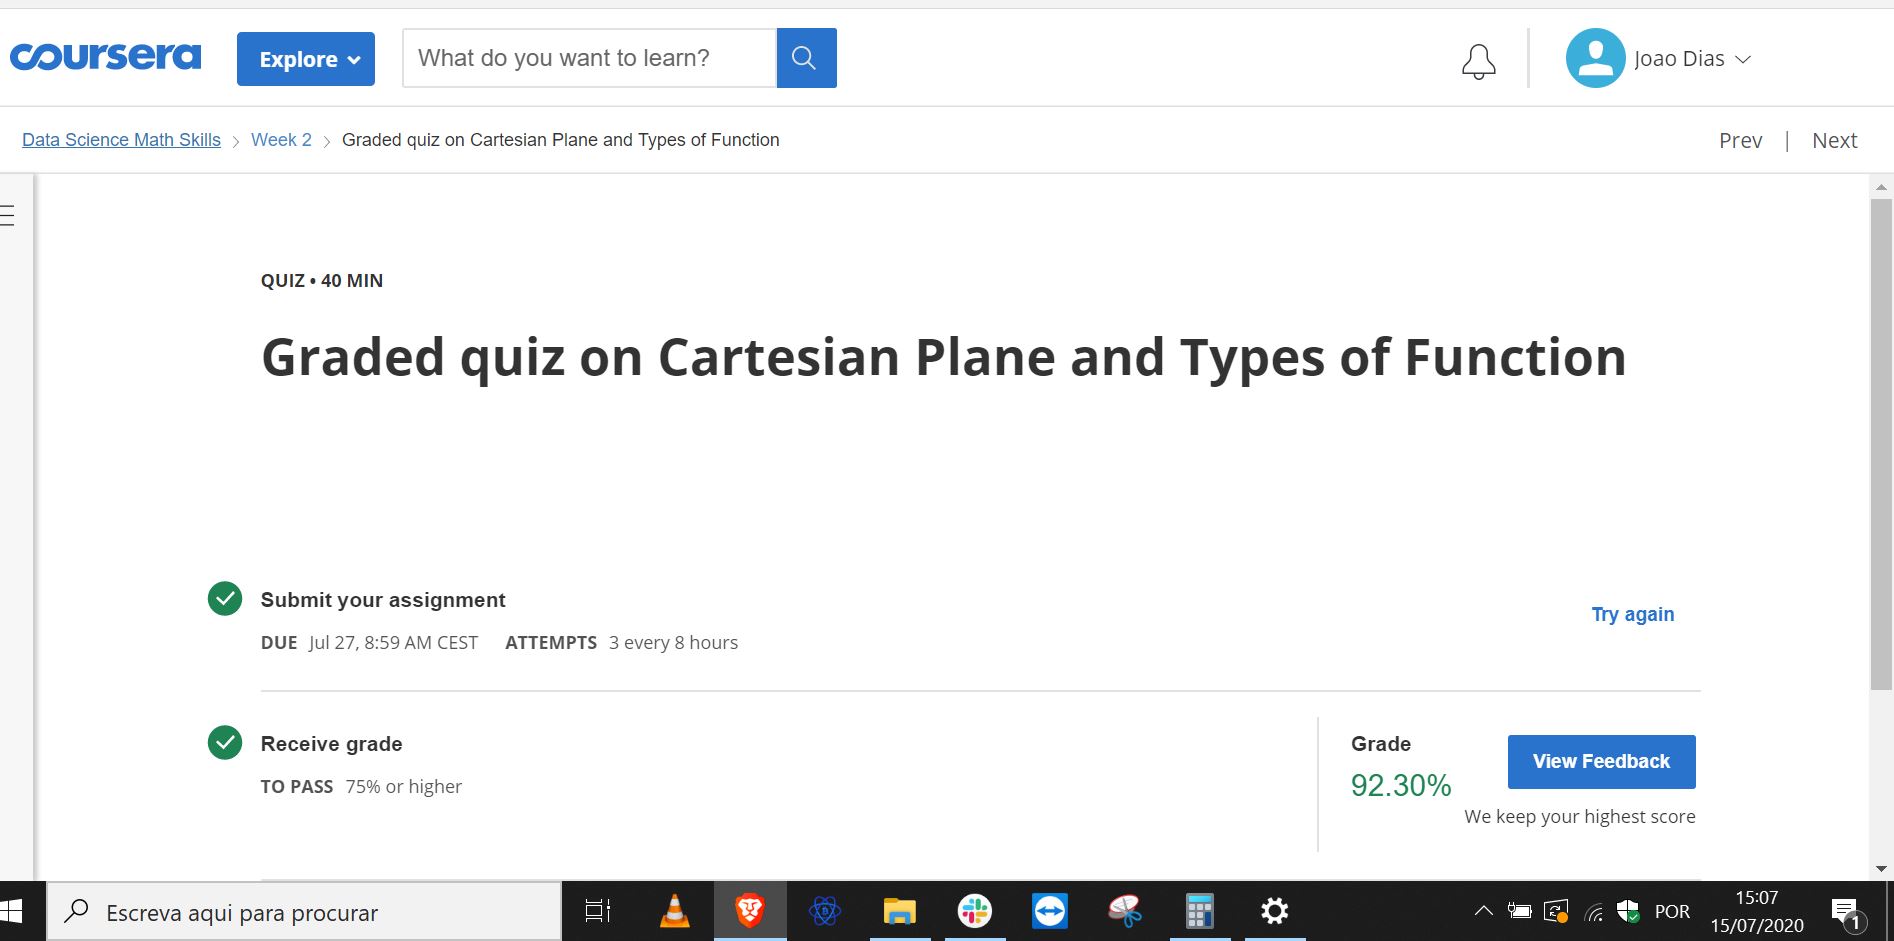 coursera Explore What do you want to learn? Joao Dias
Data Science Math Skills > Week 2 > Graded quiz on Cartesian Plane and Types of Function Prev | Next
QUIZ • 40 MIN
Graded quiz on Cartesian Plane and Types of Function
Submit your assignment
Try again
DUE Jul 27, 8:59 AM CEST ATTEMPTS 3 every 8 hours
Receive grade
Grade
View Feedback
TO PASS 75% or higher
92.30%
We keep your highest score
Escreva aqui para procurar
POR
15:07
15/07/2020
1